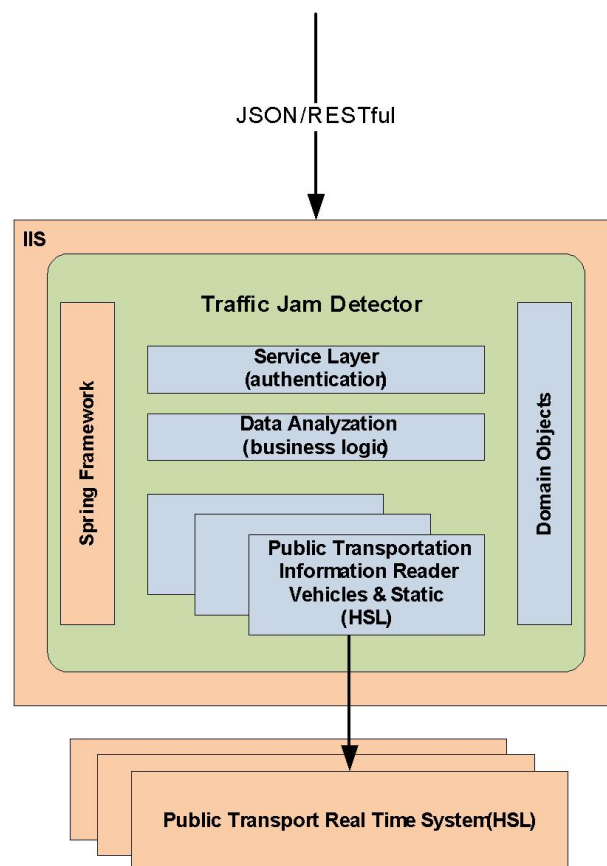 JSON/RESTful
IIS
Traffic Jam Detector
Spring Framework
Service Layer
(authentication)
Data Analyzation
(business logic)
Public Transportation
Information Reader
Vehicles & Static
(HSL)
Domain Objects
Public Transport Real Time System(HSL)